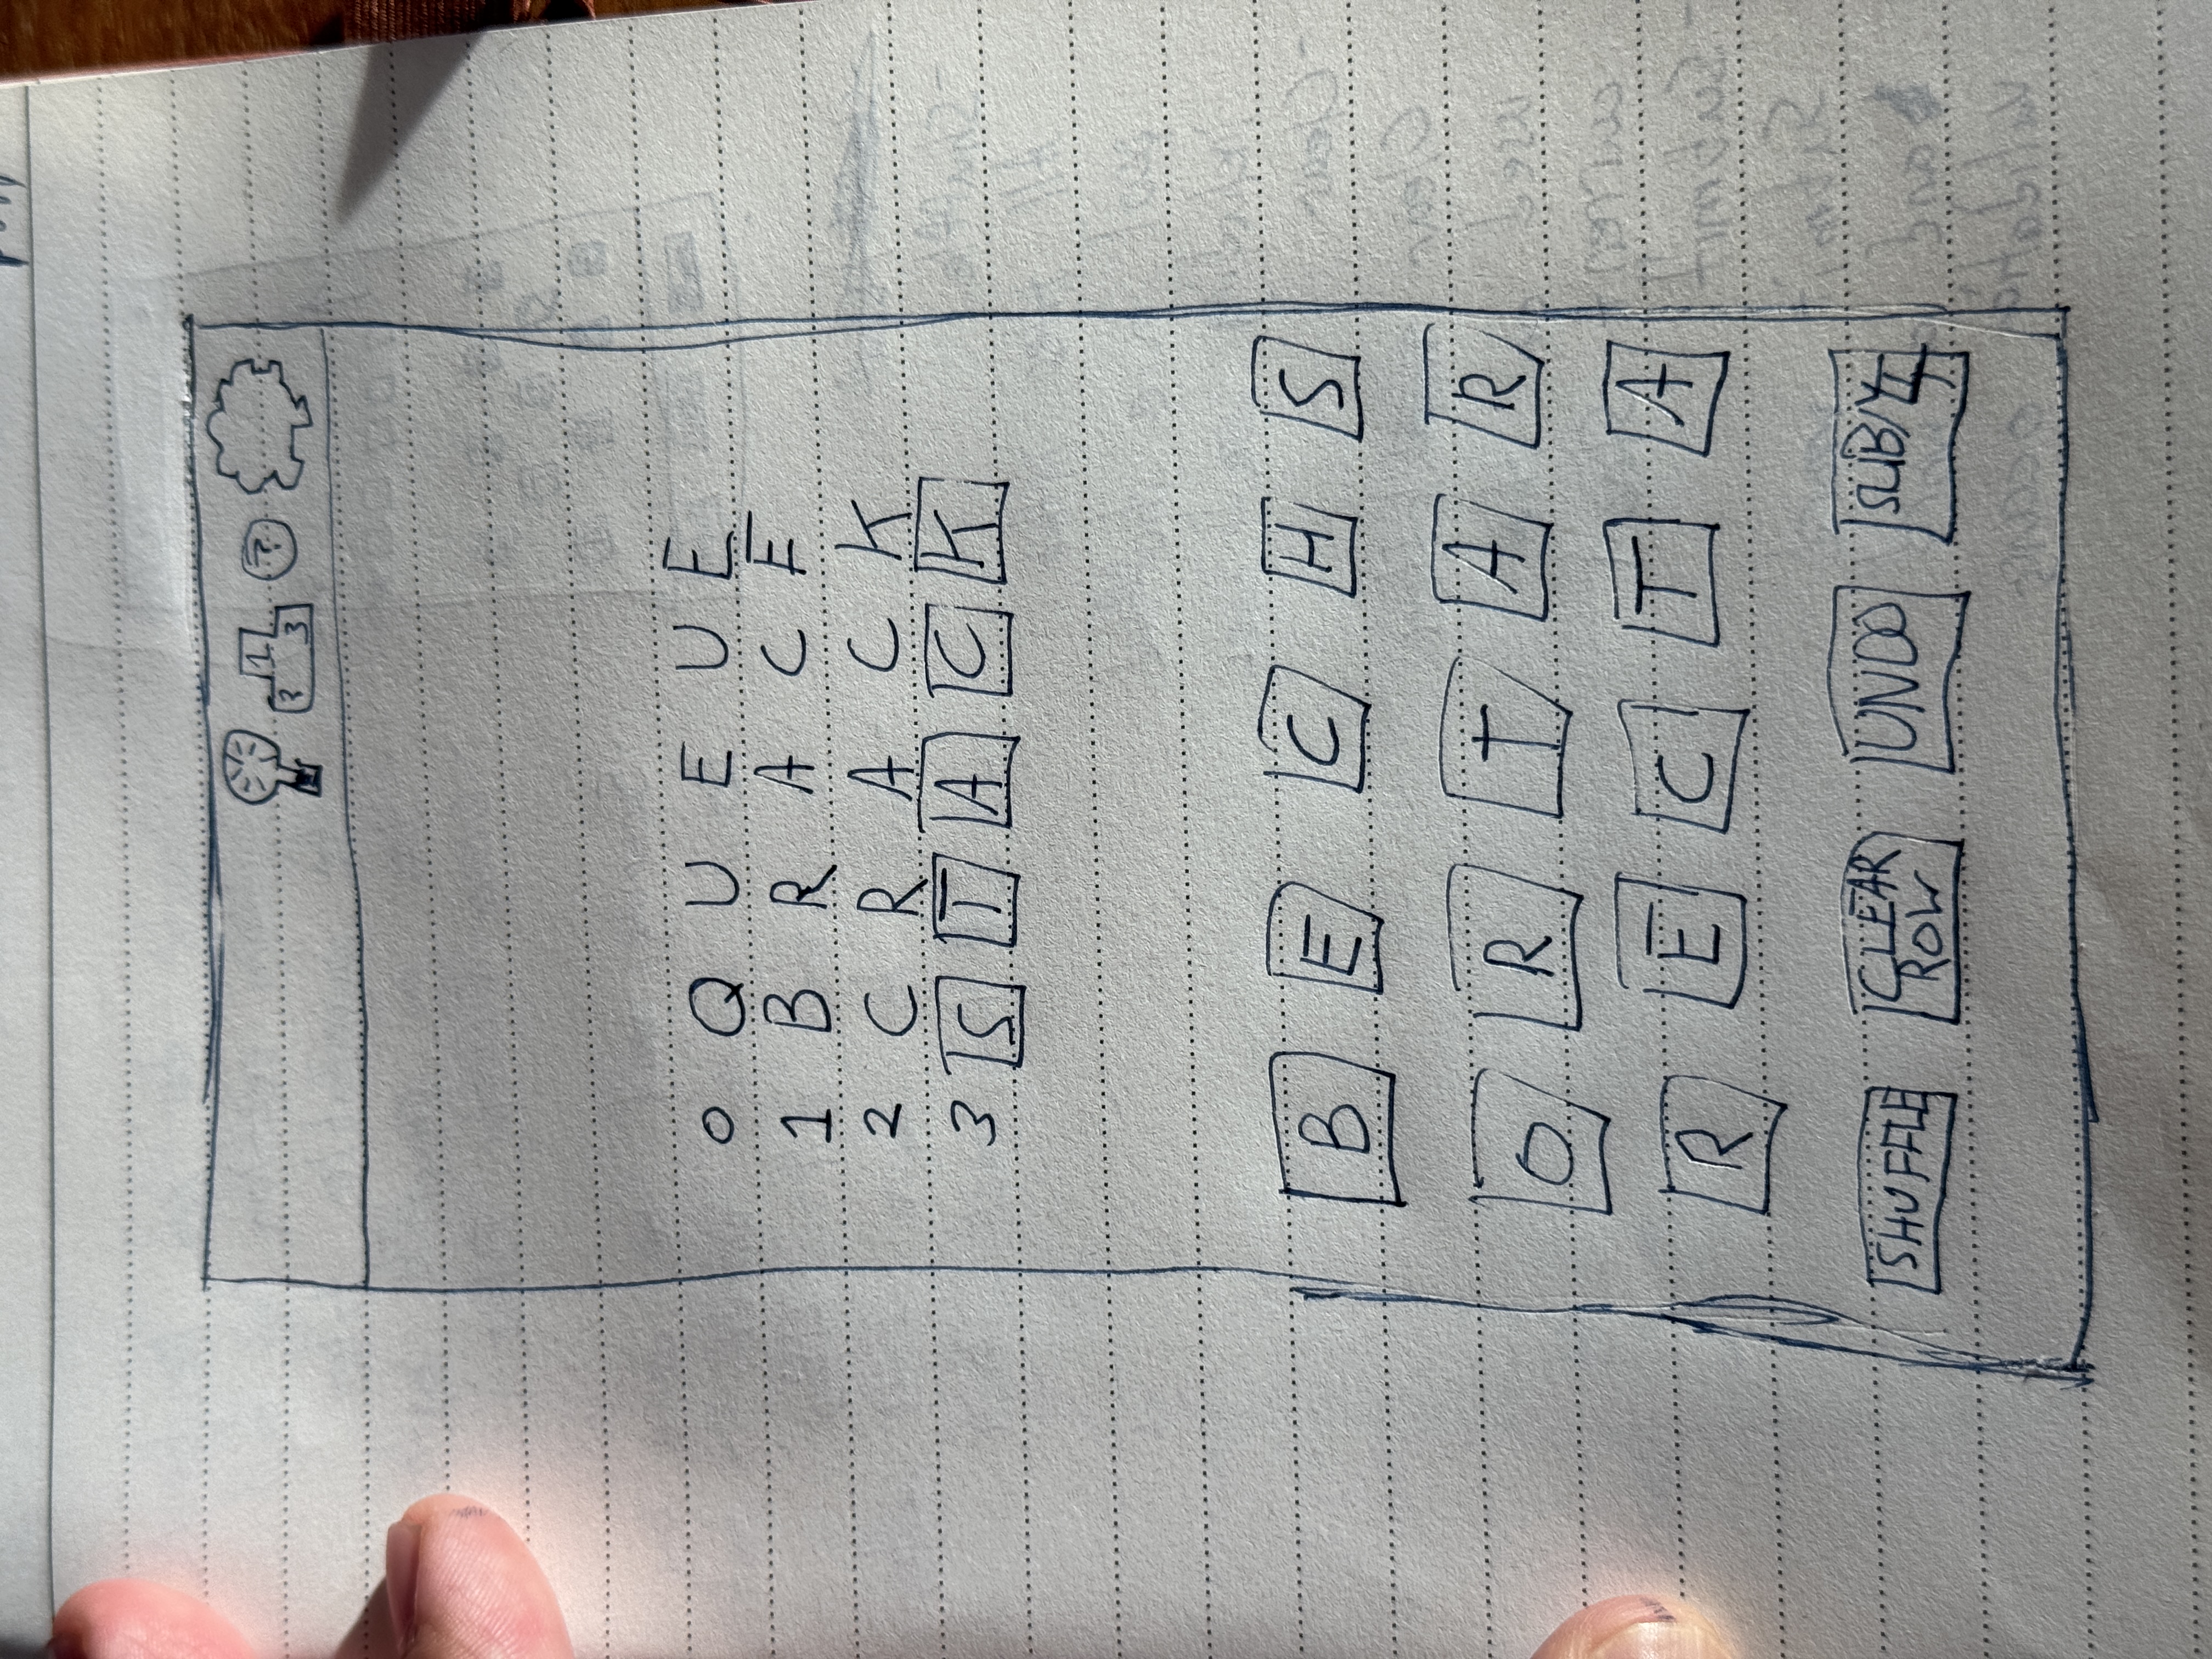 1
2 3 ?
0 Q U E U E
1 B R A C E
2 C R A C K
3 S T A C K
B E C H S
O R T A R
R E C T A
SHUFFLE CLEAR ROW UNDO SUBMIT